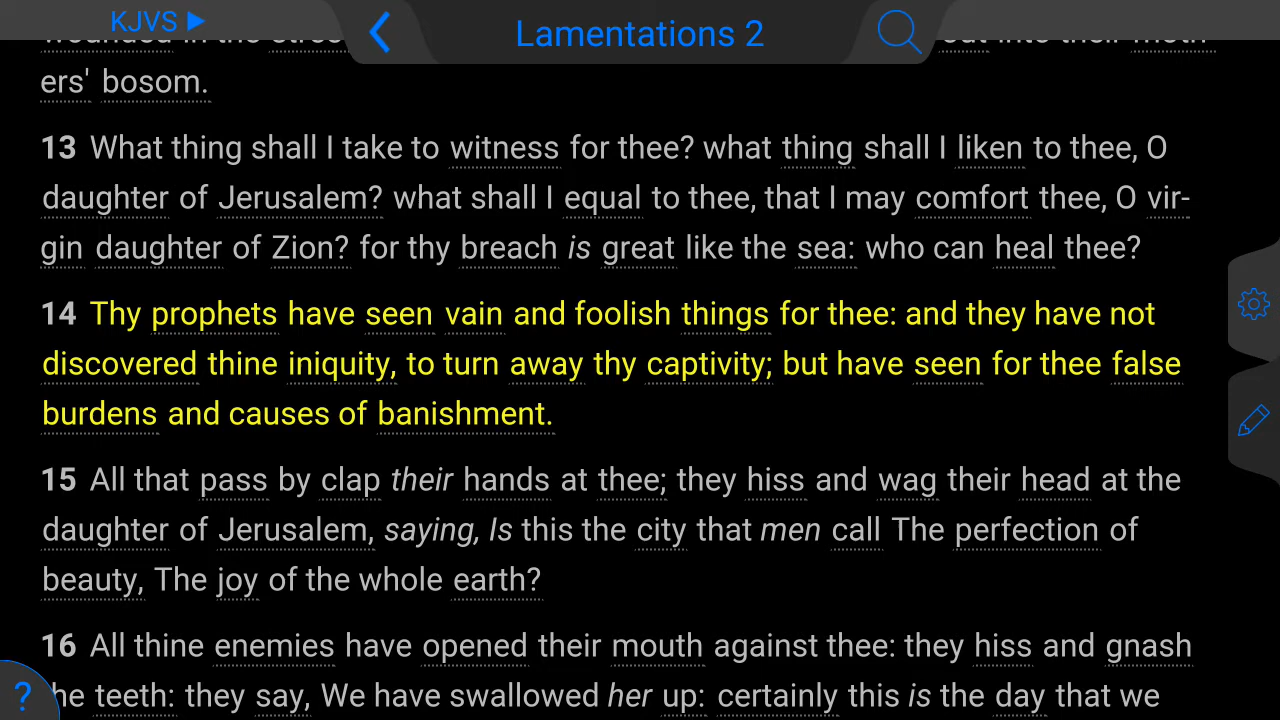 KJVS ▶
Lamentations 2
wounded in the
out into their moth-
ers' bosom.
13 What thing shall I take to witness for thee? what thing shall I liken to thee, O
daughter of Jerusalem? what shall I equal to thee, that I may comfort thee, O vir-
gin daughter of Zion? for thy breach is great like the sea: who can heal thee?
14 Thy prophets have seen vain and foolish things for thee: and they have not
discovered thine iniquity, to turn away thy captivity; but have seen for thee false
burdens and causes of banishment.
15 All that pass by clap their hands at thee; they hiss and wag their head at the
daughter of Jerusalem, saying, Is this the city that men call The perfection of
beauty, The joy of the whole earth?
16 All thine enemies have opened their mouth against thee: they hiss and gnash
?
he teeth: they say, We have swallowed her up: certainly this is the day that we